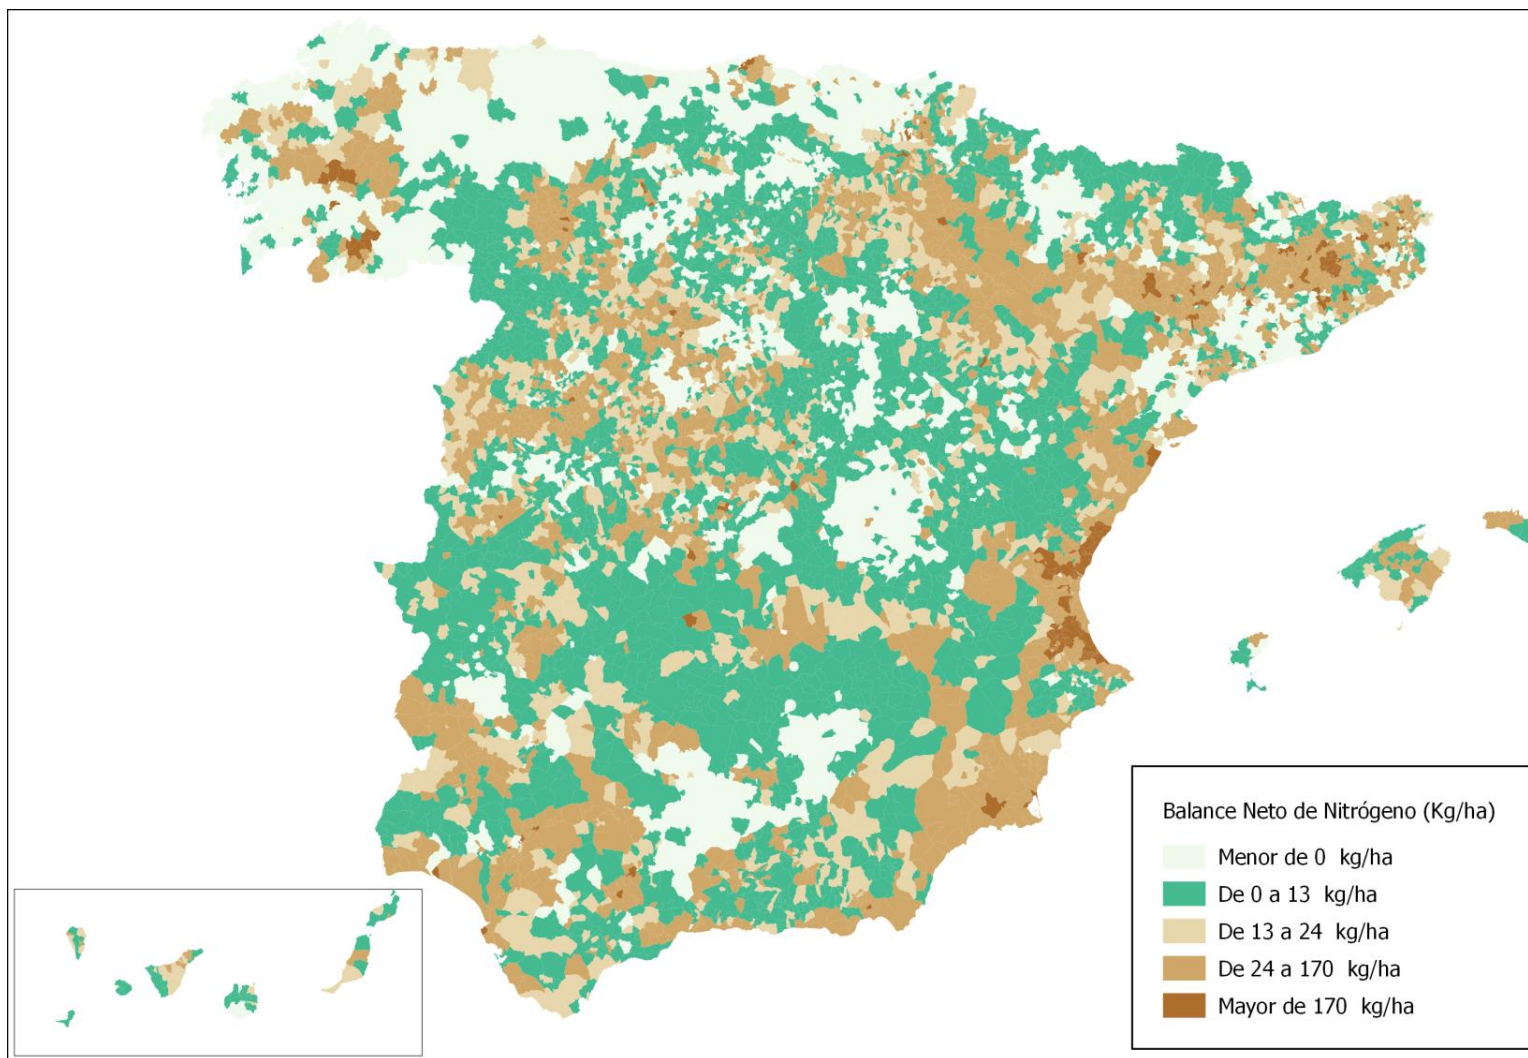 Balance Neto de Nitrógeno (Kg/ha)
Menor de 0 kg/ha
De 0 a 13 kg/ha
De 13 a 24 kg/ha
De 24 a 170 kg/ha
Mayor de 170 kg/ha